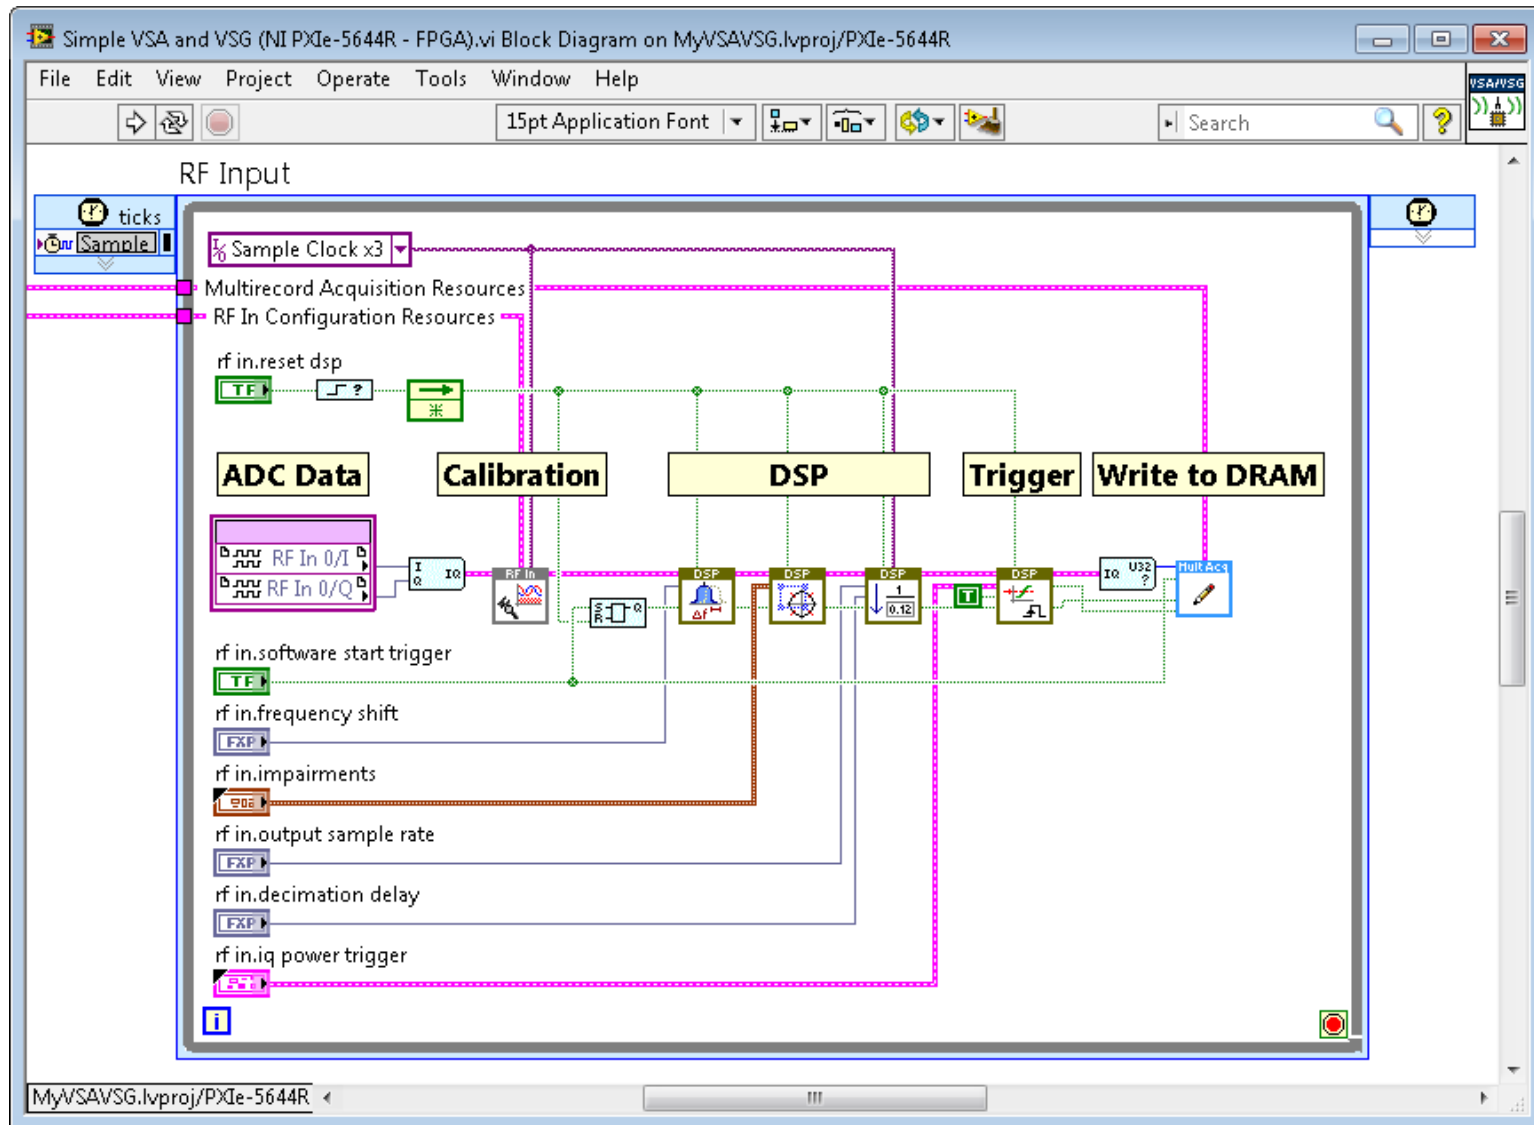 Simple VSA and VSG (NI PXIe-5644R - FPGA).vi Block Diagram on MyVSAVSG.lvproj/PXIe-5644R
File Edit View Project Operate Tools Window Help
VSA/VSG
15pt Application Font
Search
?
RF Input
ticks
Sample
I/O Sample Clock x3
Multirecord Acquisition Resources
RF In Configuration Resources
rf in.reset dsp
TF
?
ADC Data
Calibration
DSP
Trigger
Write to DRAM
RF In 0/I
RF In 0/Q
I
Q
IQ
RF In
S
R
Q
DSP
Δf
DSP
DSP
1
0.12
T
DSP
IQ U32
?
Mult Acq
rf in.software start trigger
TF
rf in.frequency shift
FXP
rf in.impairments
rf in.output sample rate
FXP
rf in.decimation delay
FXP
rf in.iq power trigger
i
MyVSAVSG.lvproj/PXIe-5644R